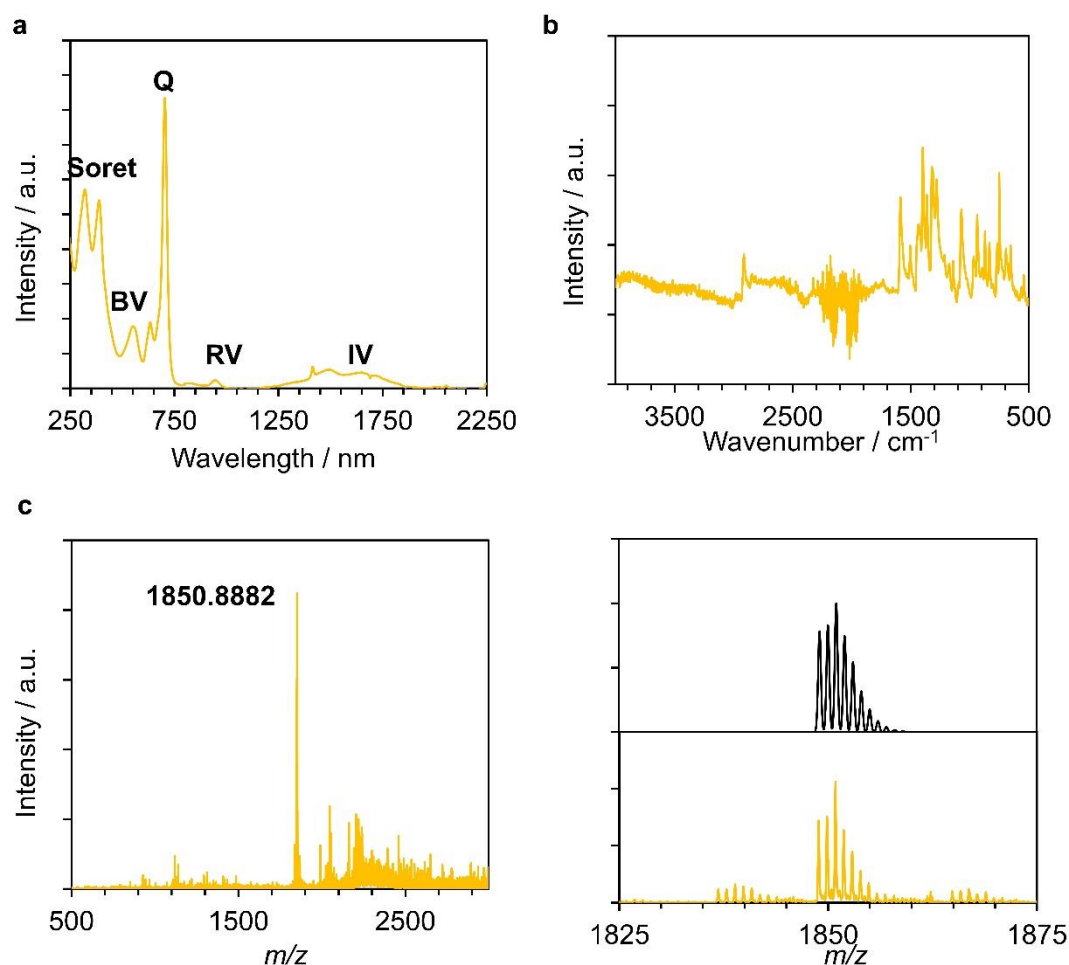 a
Q
Soret
BV
RV
IV
Intensity / a.u.
250 750 1250 1750 2250
Wavelength / nm
b
Intensity / a.u.
3500 2500 1500 500
Wavenumber / cm⁻¹
c
1850.8882
Intensity / a.u.
500 1500 2500
m/z
1825 1850 1875
m/z